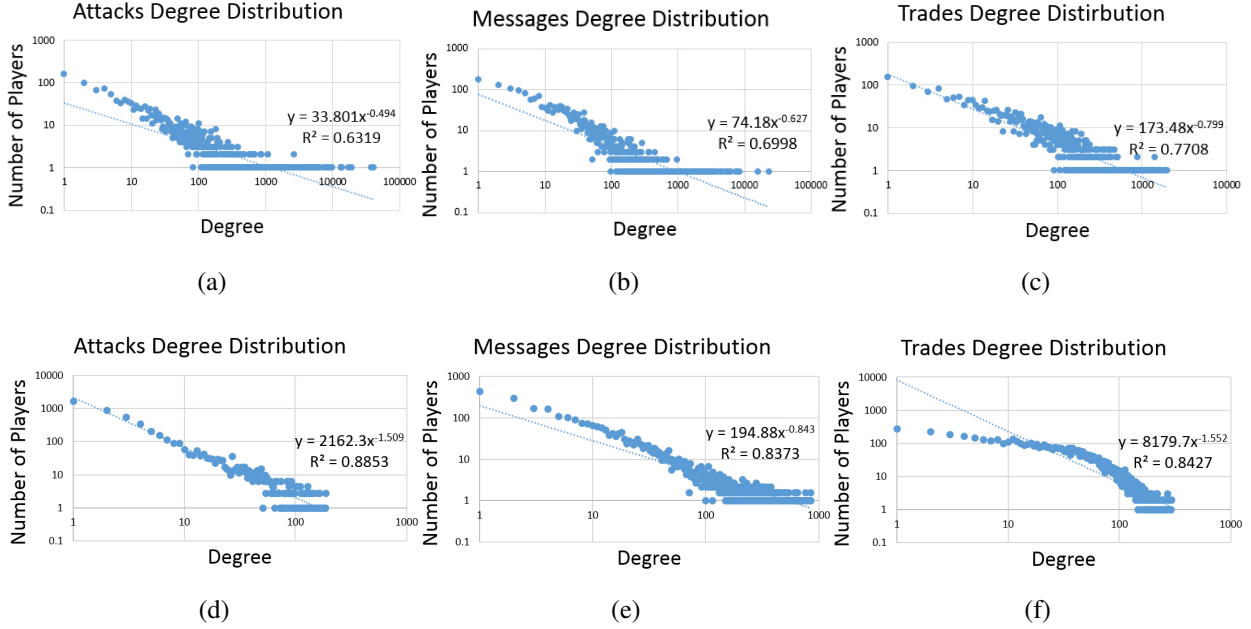 Attacks Degree Distribution
Number of Players
1000
100
10
1
0.1
1
10
100
1000
10000
100000
y = 33.801x^-0.494
R² = 0.6319
Degree
(a)
Messages Degree Distribution
Number of Players
1000
100
10
1
0.1
1
10
100
1000
10000
100000
y = 74.18x^-0.627
R² = 0.6998
Degree
(b)
Trades Degree Distirbution
Number of Players
1000
100
10
1
0.1
1
10
100
1000
10000
y = 173.48x^-0.799
R² = 0.7708
Degree
(c)
Attacks Degree Distribution
Number of Players
10000
1000
100
10
1
0.1
1
10
100
1000
y = 2162.3x^-1.509
R² = 0.8853
Degree
(d)
Messages Degree Distribution
Number of Players
1000
100
10
1
0.1
1
10
100
1000
y = 194.88x^-0.843
R² = 0.8373
Degree
(e)
Trades Degree Distribution
Number of Players
10000
1000
100
10
1
0.1
1
10
100
1000
y = 8179.7x^-1.552
R² = 0.8427
Degree
(f)